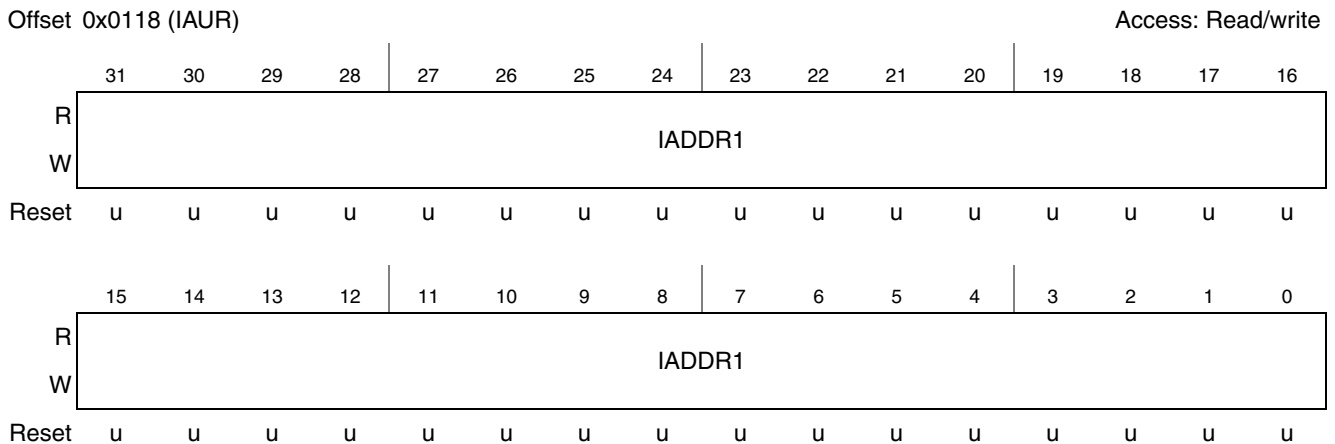 Offset 0x0118 (IAUR) Access: Read/write
31 30 29 28 27 26 25 24 23 22 21 20 19 18 17 16
R
IADDR1
W
Reset u u u u u u u u u u u u u u u u
15 14 13 12 11 10 9 8 7 6 5 4 3 2 1 0
R
IADDR1
W
Reset u u u u u u u u u u u u u u u u